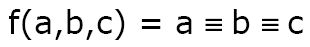 f(a,b,c) = a ≡ b ≡ c